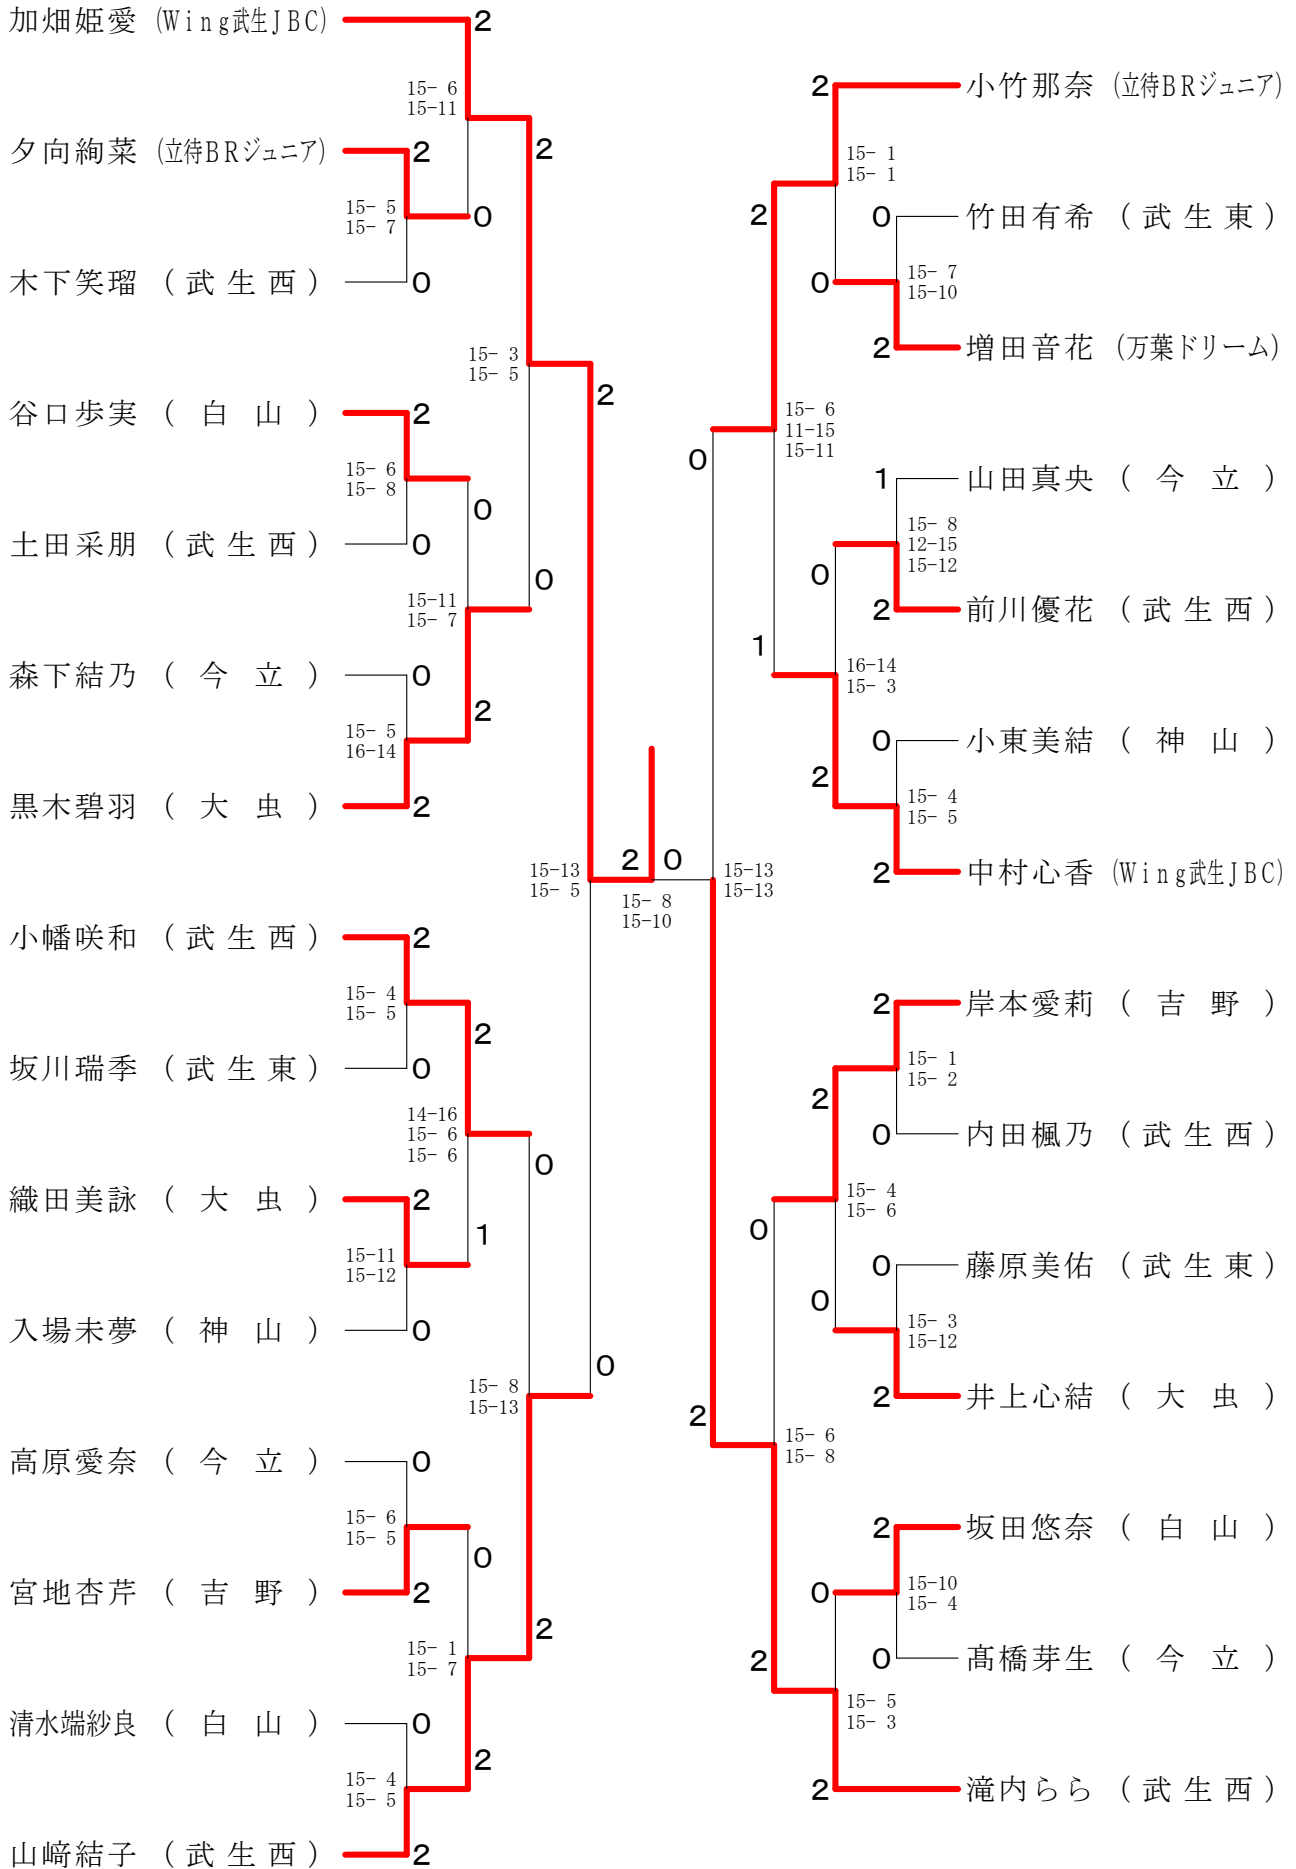 加畑姫愛 (Wing武生JBC) 2
15- 6
15-11
夕向絢菜 (立待BRジュニア) 2
2
15- 5
15- 7
0
木下笑瑠 (武生西) 0
15- 3
15- 5
2
谷口歩実 (白山) 2
15- 6
15- 8
0
土田采朋 (武生西) 0
0
15-11
15- 7
森下結乃 (今立) 0
2
15- 5
16-14
黒木碧羽 (大虫) 2
15-13
15- 5
小幡咲和 (武生西) 2
15- 4
15- 5
2
坂川瑞季 (武生東) 0
14-16
15- 6
15- 6
0
織田美詠 (大虫) 2
1
15-11
15-12
入場未夢 (神山) 0
0
15- 8
15-13
高原愛奈 (今立) 0
15- 6
15- 5
0
宮地杏芹 (吉野) 2
2
15- 1
15- 7
清水端紗良 (白山) 0
2
15- 4
15- 5
山﨑結子 (武生西) 2
2 0
15- 8
15-10
2 小竹那奈 (立待BRジュニア)
15- 1
15- 1
2
0 竹田有希 (武生東)
0
15- 7
15-10
2 増田音花 (万葉ドリーム)
15- 6
11-15
15-11
0
1 山田真央 (今立)
15- 8
12-15
15-12
0
2 前川優花 (武生西)
1
16-14
15- 3
0 小東美結 (神山)
2
15- 4
15- 5
2 中村心香 (Wing武生JBC)
15-13
15-13
2 岸本愛莉 (吉野)
15- 1
15- 2
2
0 内田楓乃 (武生西)
15- 4
15- 6
0
0 藤原美佑 (武生東)
0
15- 3
15-12
2 井上心結 (大虫)
2
15- 6
15- 8
2 坂田悠奈 (白山)
0
15-10
15- 4
0 髙橋芽生 (今立)
2
15- 5
15- 3
2 滝内らら (武生西)